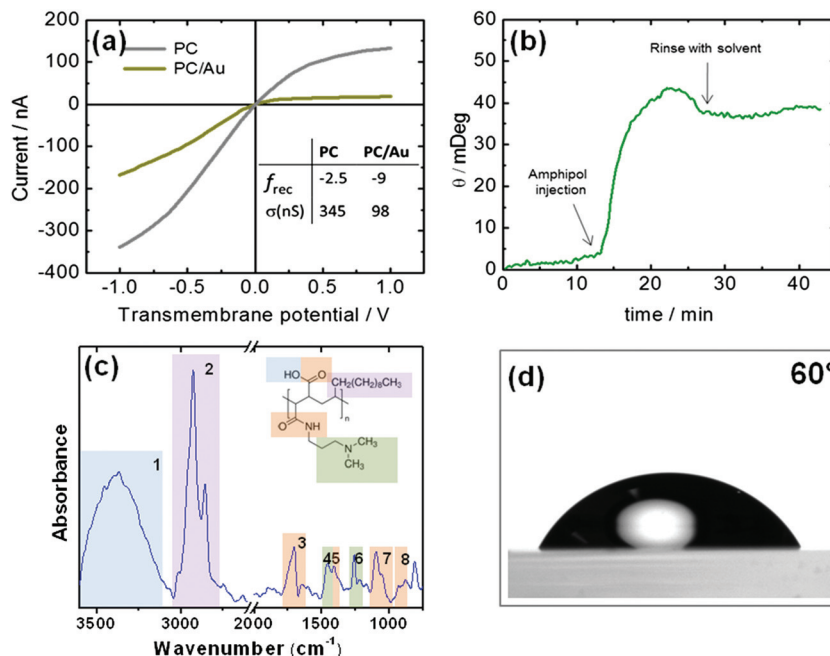 (a)
PC
PC/Au
200
150
100
50
0
-100
-200
-300
-400
Current / nA
PC PC/Au
f_rec -2.5 -9
σ(nS) 345 98
-1.0 -0.5 0.0 0.5 1.0
Transmembrane potential / V
(b)
60
50
40
30
20
10
0
θ / mDeg
Rinse with solvent
Amphipol
injection
0 10 20 30 40
time / min
(c)
Absorbance
1
2
3
4 5
6
7
8
HO
O
CH₂(CH₂)₈CH₃
n
O
NH
N
CH₃
CH₃
3500 3000 2000 1500 1000
Wavenumber (cm⁻¹)
(d)
60°